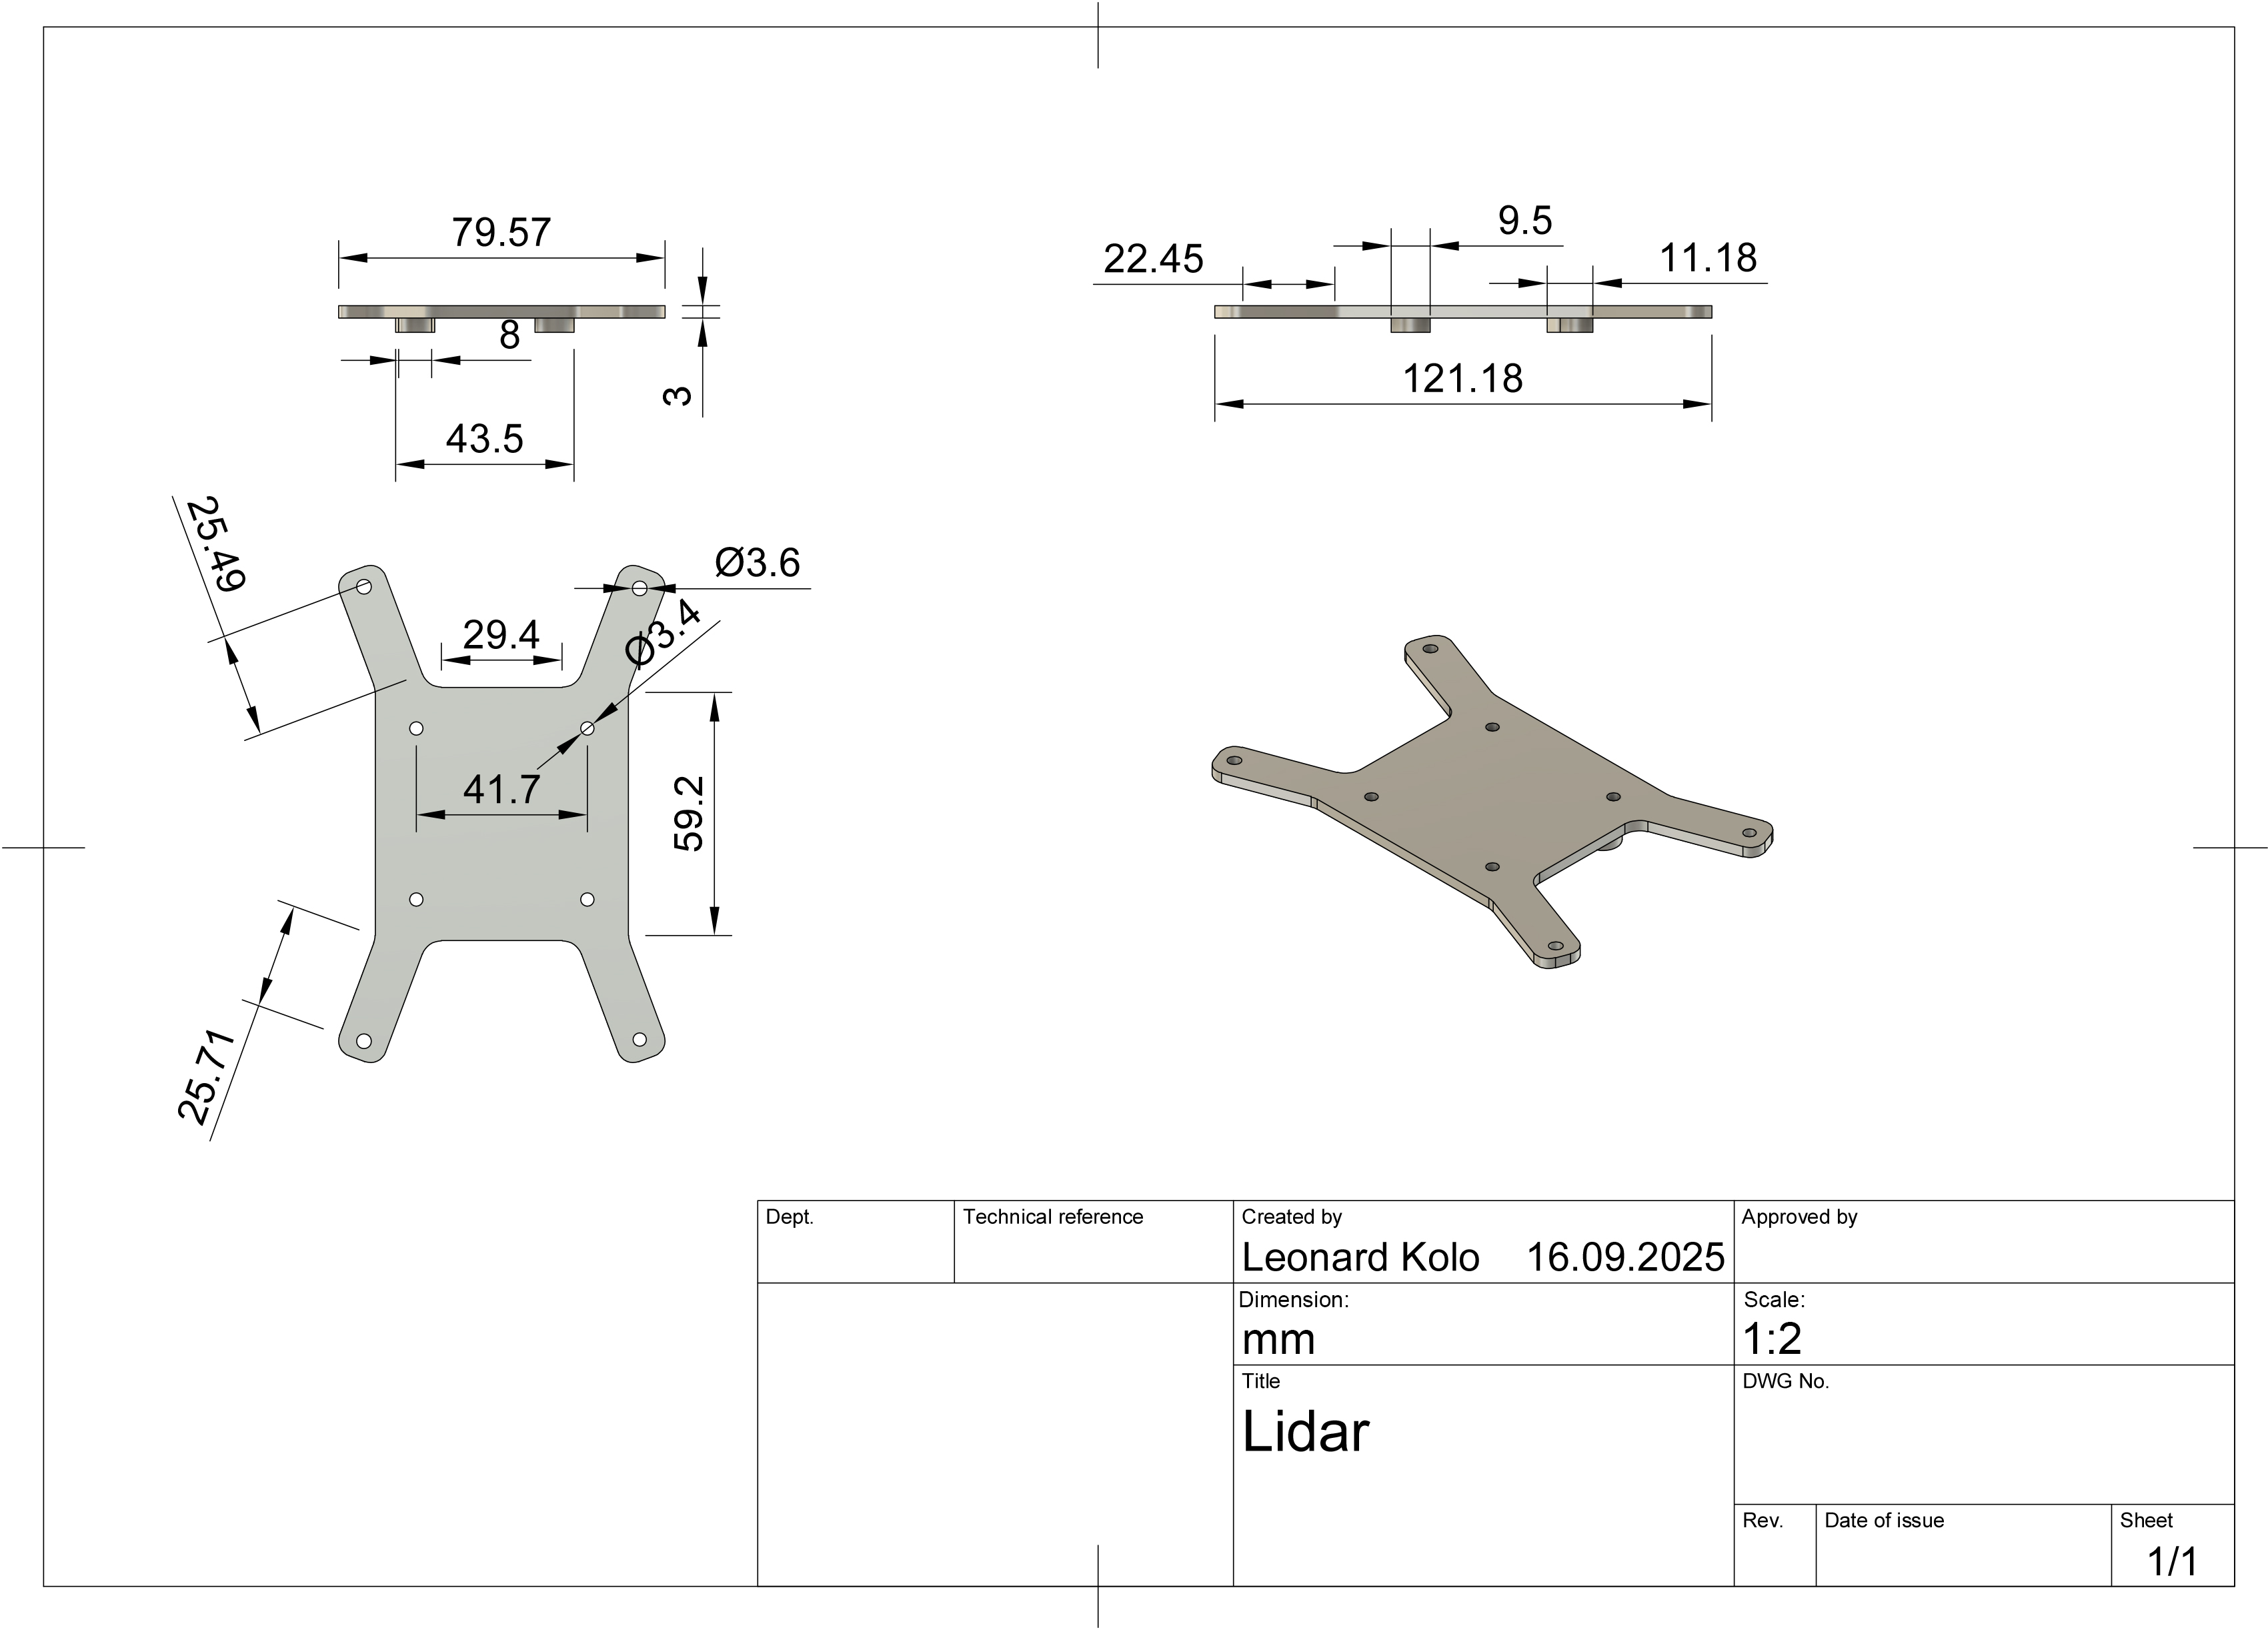 79.57
8
3
43.5
9.5
22.45
11.18
121.18
25.49
Ø3.6
29.4
Ø3.4
41.7
59.2
25.71
Dept.
Technical reference
Created by
Approved by
Leonard Kolo 16.09.2025
Dimension:
Scale:
mm
1:2
Title
DWG No.
Lidar
Rev.
Date of issue
Sheet
1/1